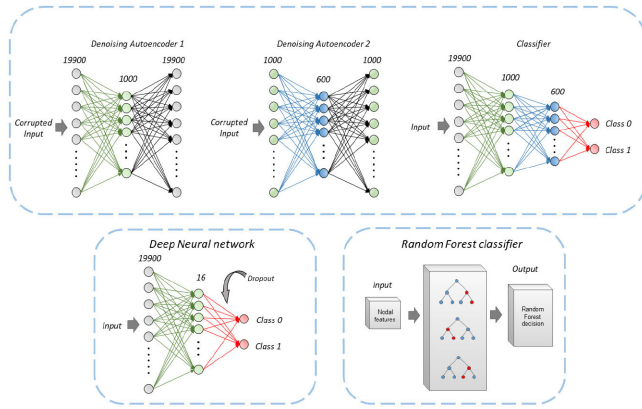 Denoising Autoencoder 1
19900
1000
19900
Corrupted
Input
Denoising Autoencoder 2
1000
600
1000
Corrupted
Input
Classifier
19900
1000
600
Input
Class 0
Class 1
Deep Neural network
19900
16
Dropout
Input
Class 0
Class 1
Random Forest classifier
input
Nodal
features
Output
Random
Forest
decision